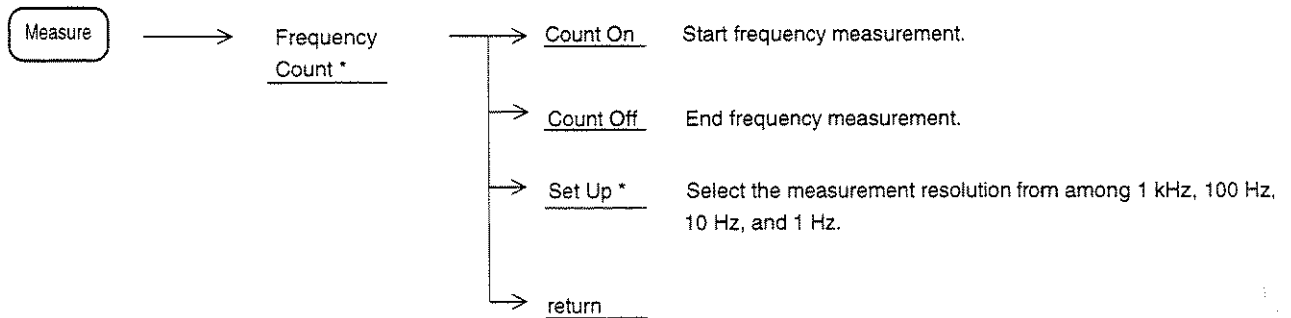 Measure
Frequency
Count *
Count On Start frequency measurement.
Count Off End frequency measurement.
Set Up * Select the measurement resolution from among 1 kHz, 100 Hz,
10 Hz, and 1 Hz.
return